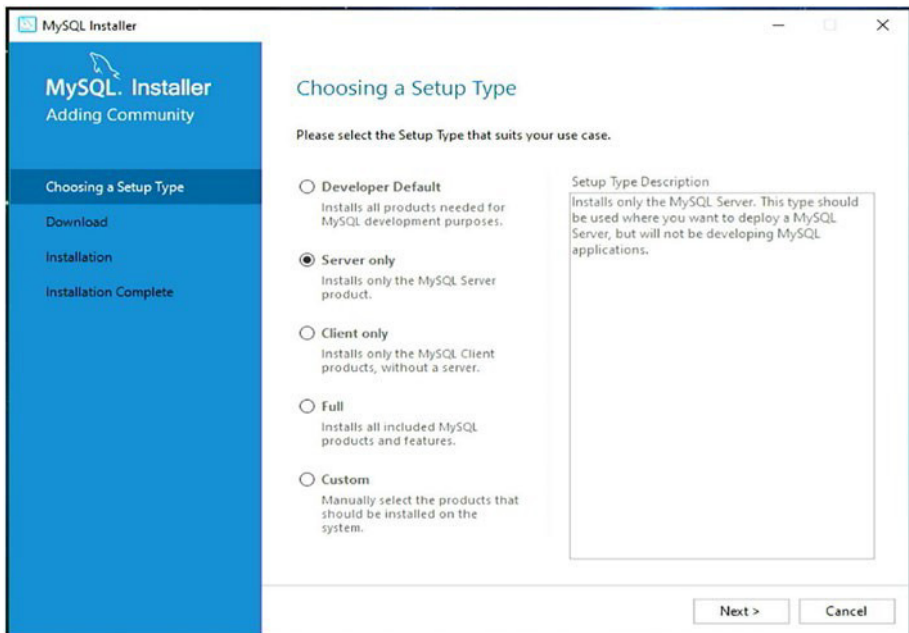 MySQL Installer
MySQL. Installer
Adding Community
Choosing a Setup Type
Download
Installation
Installation Complete
Choosing a Setup Type
Please select the Setup Type that suits your use case.
Developer Default
Installs all products needed for
MySQL development purposes.
Server only
Installs only the MySQL Server
product.
Client only
Installs only the MySQL Client
products, without a server.
Full
Installs all included MySQL
products and features.
Custom
Manually select the products that
should be installed on the
system.
Setup Type Description
Installs only the MySQL Server. This type should
be used where you want to deploy a MySQL
Server, but will not be developing MySQL
applications.
Next >
Cancel